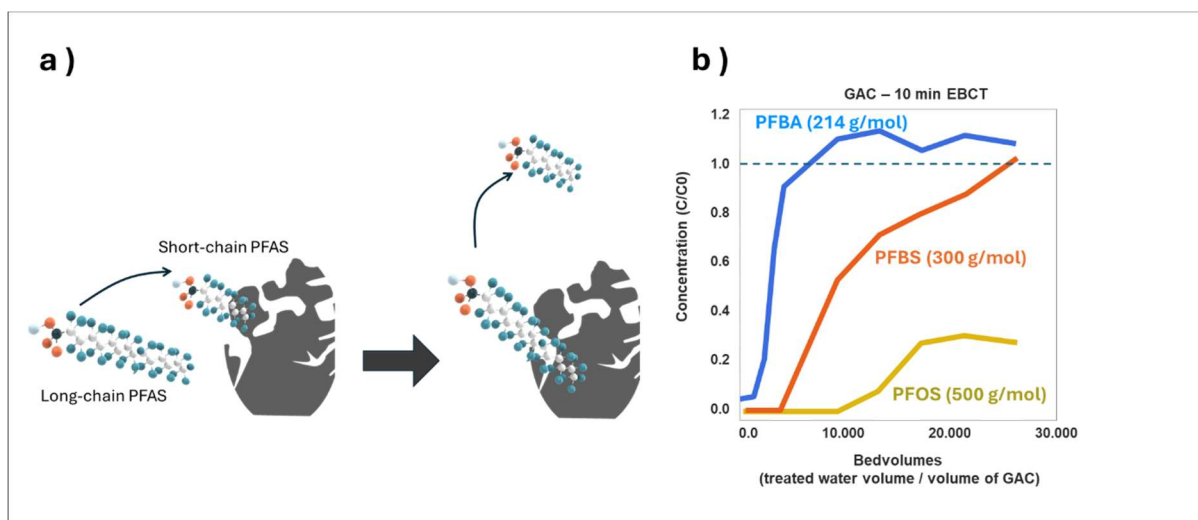 a )
Short-chain PFAS
Long-chain PFAS
b )
GAC – 10 min EBCT
1.2
1.0
0.8
0.6
0.4
0.2
0.0
Concentration (C/C0)
PFBA (214 g/mol)
PFBS (300 g/mol)
PFOS (500 g/mol)
0.0 10.000 20.000 30.000
Bedvolumes
(treated water volume / volume of GAC)